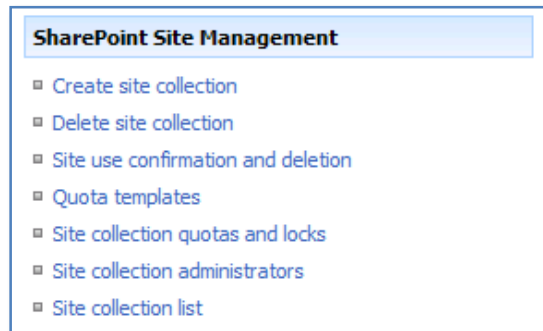 SharePoint Site Management
Create site collection
Delete site collection
Site use confirmation and deletion
Quota templates
Site collection quotas and locks
Site collection administrators
Site collection list